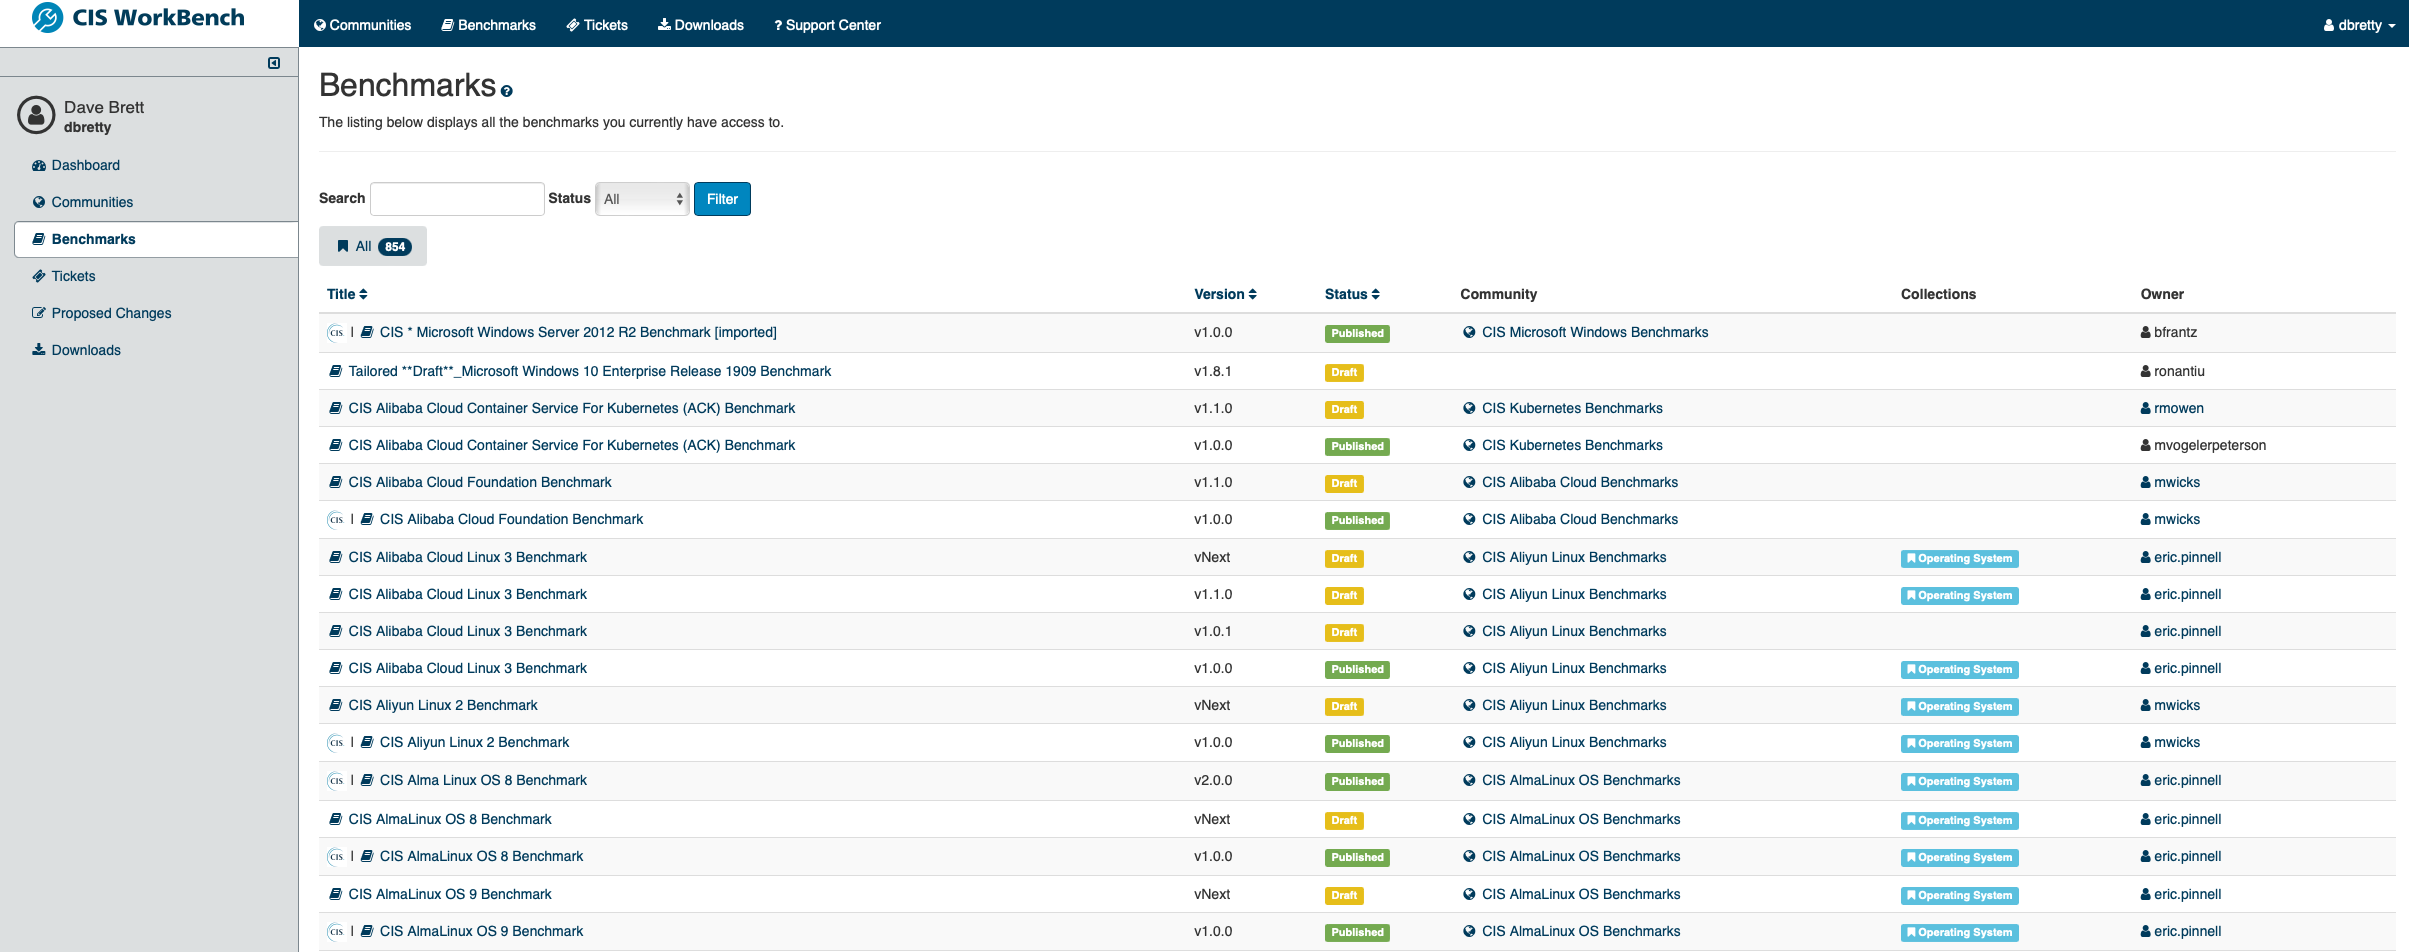 CIS WorkBench
Communities Benchmarks Tickets Downloads ? Support Center dbretty
Dave Brett
dbretty
Dashboard
Communities
Benchmarks
Tickets
Proposed Changes
Downloads
Benchmarks ?
The listing below displays all the benchmarks you currently have access to.
Search Status All Filter
All 854
Title Version Status Community Collections Owner
CIS | CIS * Microsoft Windows Server 2012 R2 Benchmark [imported] v1.0.0 Published CIS Microsoft Windows Benchmarks bfrantz
Tailored **Draft**_Microsoft Windows 10 Enterprise Release 1909 Benchmark v1.8.1 Draft ronantiu
CIS Alibaba Cloud Container Service For Kubernetes (ACK) Benchmark v1.1.0 Draft CIS Kubernetes Benchmarks rmowen
CIS Alibaba Cloud Container Service For Kubernetes (ACK) Benchmark v1.0.0 Published CIS Kubernetes Benchmarks mvogelerpeterson
CIS Alibaba Cloud Foundation Benchmark v1.1.0 Draft CIS Alibaba Cloud Benchmarks mwicks
CIS | CIS Alibaba Cloud Foundation Benchmark v1.0.0 Published CIS Alibaba Cloud Benchmarks mwicks
CIS Alibaba Cloud Linux 3 Benchmark vNext Draft CIS Aliyun Linux Benchmarks Operating System eric.pinnell
CIS Alibaba Cloud Linux 3 Benchmark v1.1.0 Draft CIS Aliyun Linux Benchmarks Operating System eric.pinnell
CIS Alibaba Cloud Linux 3 Benchmark v1.0.1 Draft CIS Aliyun Linux Benchmarks eric.pinnell
CIS Alibaba Cloud Linux 3 Benchmark v1.0.0 Published CIS Aliyun Linux Benchmarks Operating System eric.pinnell
CIS Aliyun Linux 2 Benchmark vNext Draft CIS Aliyun Linux Benchmarks Operating System mwicks
CIS | CIS Aliyun Linux 2 Benchmark v1.0.0 Published CIS Aliyun Linux Benchmarks Operating System mwicks
CIS | CIS Alma Linux OS 8 Benchmark v2.0.0 Published CIS AlmaLinux OS Benchmarks Operating System eric.pinnell
CIS AlmaLinux OS 8 Benchmark vNext Draft CIS AlmaLinux OS Benchmarks Operating System eric.pinnell
CIS | CIS AlmaLinux OS 8 Benchmark v1.0.0 Published CIS AlmaLinux OS Benchmarks Operating System eric.pinnell
CIS AlmaLinux OS 9 Benchmark vNext Draft CIS AlmaLinux OS Benchmarks Operating System eric.pinnell
CIS | CIS AlmaLinux OS 9 Benchmark v1.0.0 Published CIS AlmaLinux OS Benchmarks Operating System eric.pinnell